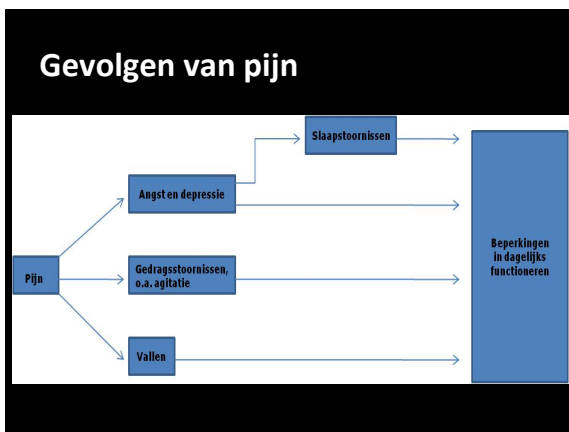 Gevolgen van pijn
Slaapstoornissen
Angst en depressie
Beperkingen
in dagelijks
functioneren
Pijn
Gedragsstoornissen,
o.a. agitatie
Vallen